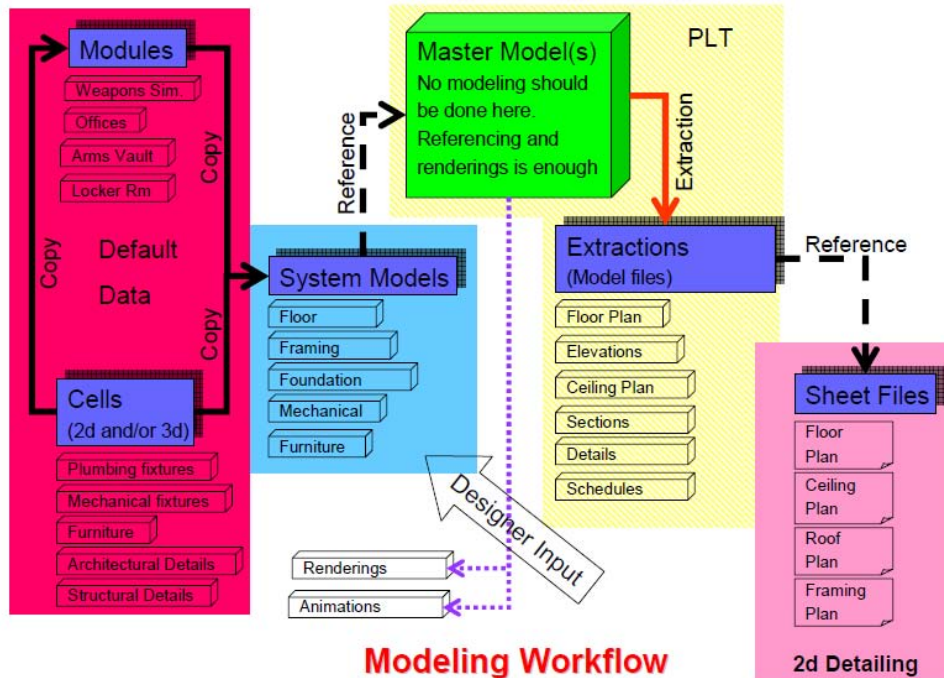 Modules
Weapons Sim.
Offices
Arms Vault
Locker Rm
Copy
Copy
Default
Data
Copy
Cells
(2d and/or 3d)
Plumbing fixtures
Mechanical fixtures
Furniture
Architectural Details
Structural Details
System Models
Floor
Framing
Foundation
Mechanical
Furniture
Reference
Master Model(s)
No modeling should
be done here.
Referencing and
renderings is enough
PLT
Extraction
Extractions
(Model files)
Floor Plan
Elevations
Ceiling Plan
Sections
Details
Schedules
Reference
Sheet Files
Floor
Plan
Ceiling
Plan
Roof
Plan
Framing
Plan
2d Detailing
Designer Input
Renderings
Animations
Modeling Workflow